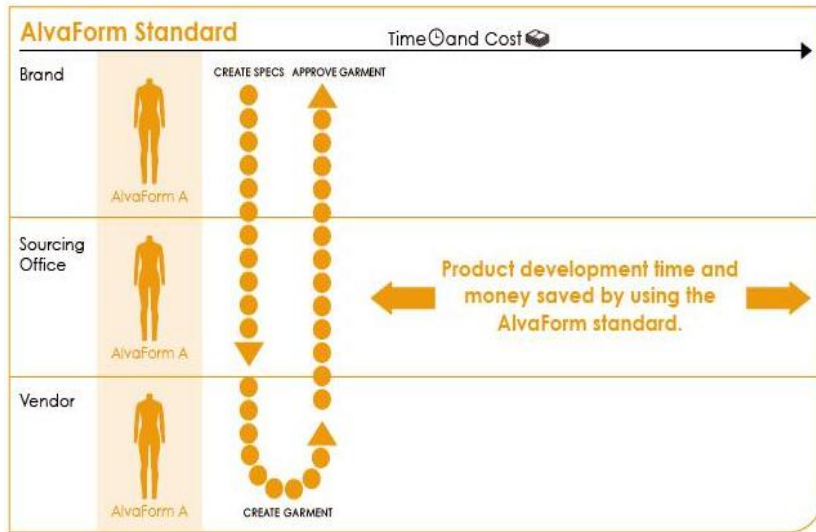 AlvaForm Standard
Time and Cost
Brand
CREATE SPECS
APPROVE GARMENT
AlvaForm A
Sourcing
Office
AlvaForm A
Product development time and
money saved by using the
AlvaForm standard.
Vendor
AlvaForm A
CREATE GARMENT